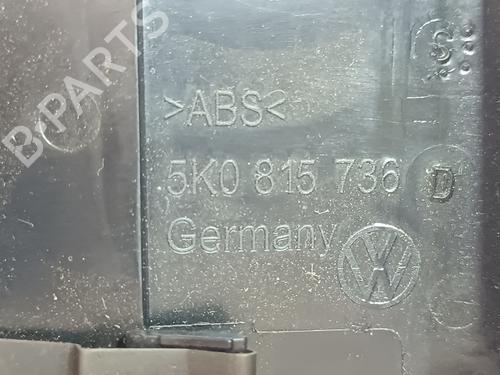 B-PARTS
>ABS<
5K0 815 736 D
Germany